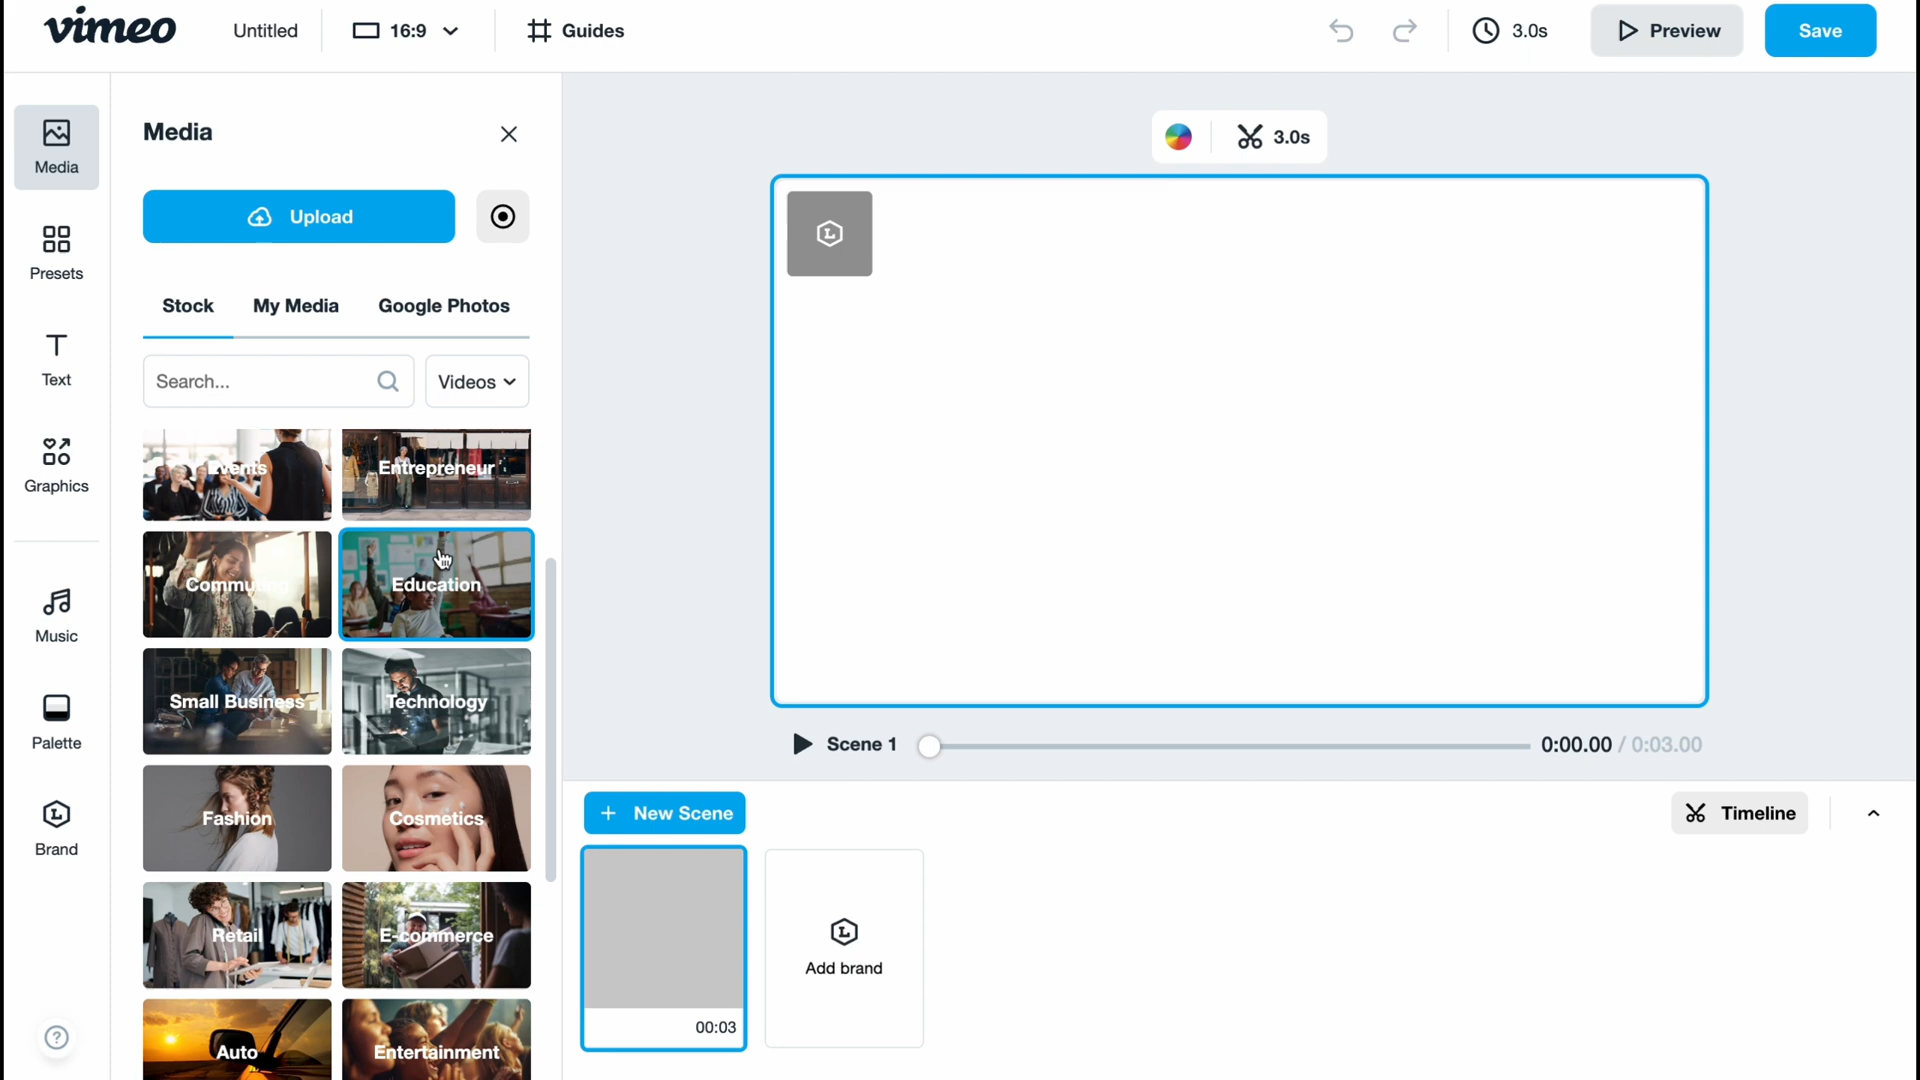 vimeo
Untitled
16:9
Guides
3.0s
Preview
Save
Media
Presets
Text
Graphics
Music
Palette
Brand
Media
Upload
Stock
My Media
Google Photos
Search...
Videos
Events
Entrepreneur
Commuting
Education
Small Business
Technology
Fashion
Cosmetics
Retail
E-commerce
Auto
Entertainment
3.0s
Scene 1
0:00.00 / 0:03.00
+ New Scene
Timeline
00:03
Add brand